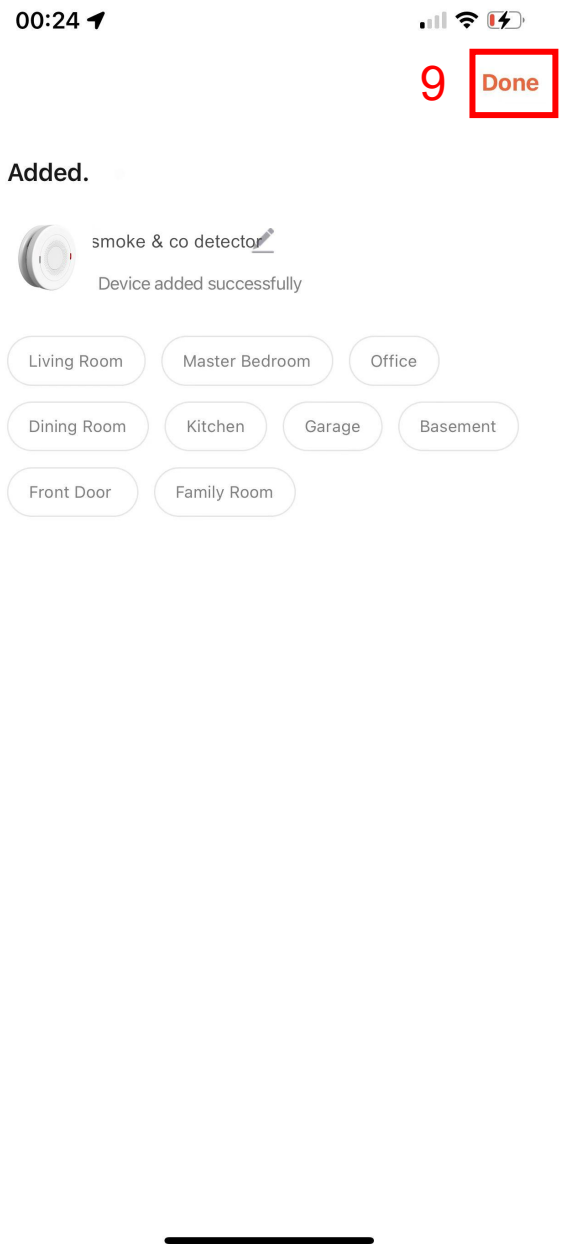 00:24
9 Done
Added.
smoke & co detector
Device added successfully
Living Room Master Bedroom Office
Dining Room Kitchen Garage Basement
Front Door Family Room